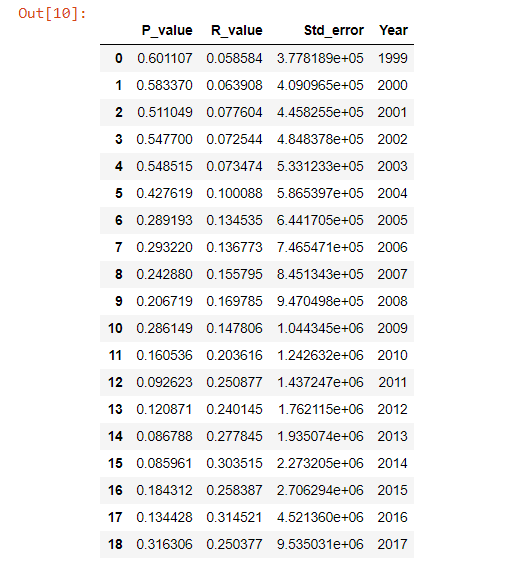 Out[10]:
P_value R_value Std_error Year
0 0.601107 0.058584 3.778189e+05 1999
1 0.583370 0.063908 4.090965e+05 2000
2 0.511049 0.077604 4.458255e+05 2001
3 0.547700 0.072544 4.848378e+05 2002
4 0.548515 0.073474 5.331233e+05 2003
5 0.427619 0.100088 5.865397e+05 2004
6 0.289193 0.134535 6.441705e+05 2005
7 0.293220 0.136773 7.465471e+05 2006
8 0.242880 0.155795 8.451343e+05 2007
9 0.206719 0.169785 9.470498e+05 2008
10 0.286149 0.147806 1.044345e+06 2009
11 0.160536 0.203616 1.242632e+06 2010
12 0.092623 0.250877 1.437247e+06 2011
13 0.120871 0.240145 1.762115e+06 2012
14 0.086788 0.277845 1.935074e+06 2013
15 0.085961 0.303515 2.273205e+06 2014
16 0.184312 0.258387 2.706294e+06 2015
17 0.134428 0.314521 4.521360e+06 2016
18 0.316306 0.250377 9.535031e+06 2017